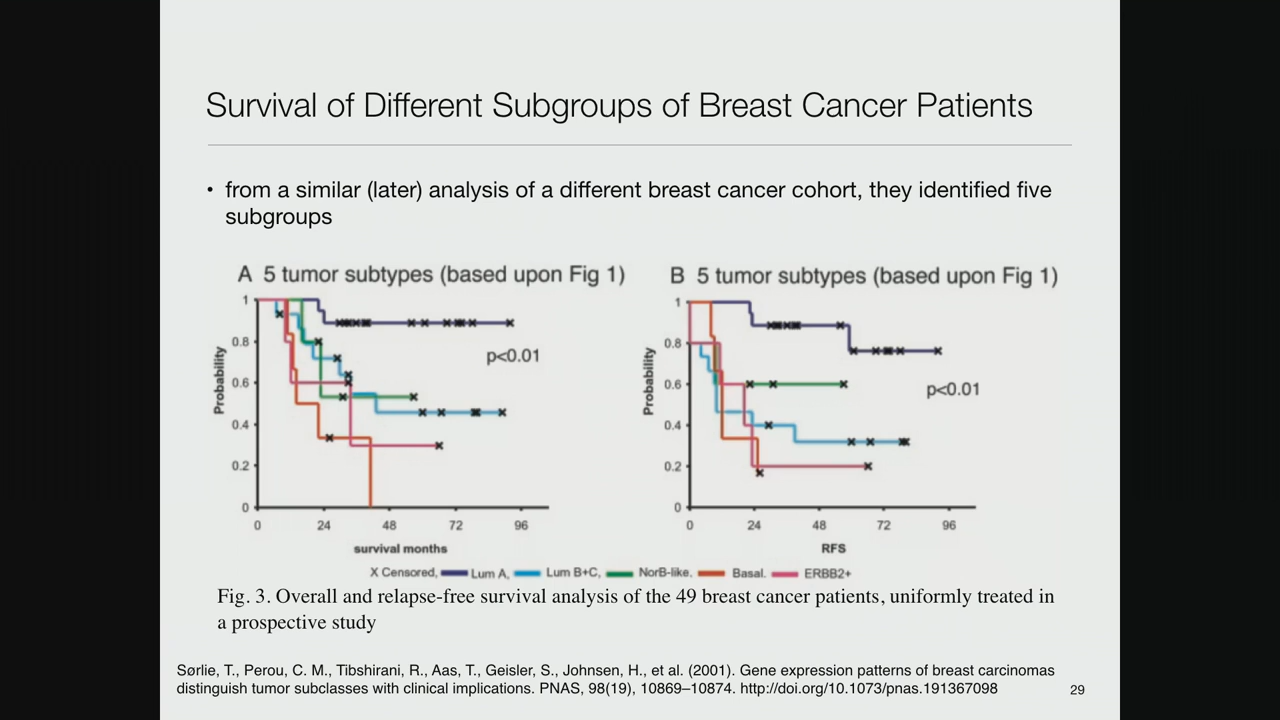 Survival of Different Subgroups of Breast Cancer Patients
• from a similar (later) analysis of a different breast cancer cohort, they identified five
subgroups
A 5 tumor subtypes (based upon Fig 1)
1
0.8
0.6
0.4
0.2
0
Probability
p<0.01
0 24 48 72 96
survival months
B 5 tumor subtypes (based upon Fig 1)
1
0.8
0.6
0.4
0.2
0
Probability
p<0.01
0 24 48 72 96
RFS
X Censored, Lum A, Lum B+C, NorB-like, Basal. ERBB2+
Fig. 3. Overall and relapse-free survival analysis of the 49 breast cancer patients, uniformly treated in
a prospective study
Sørlie, T., Perou, C. M., Tibshirani, R., Aas, T., Geisler, S., Johnsen, H., et al. (2001). Gene expression patterns of breast carcinomas
distinguish tumor subclasses with clinical implications. PNAS, 98(19), 10869–10874. http://doi.org/10.1073/pnas.191367098
29